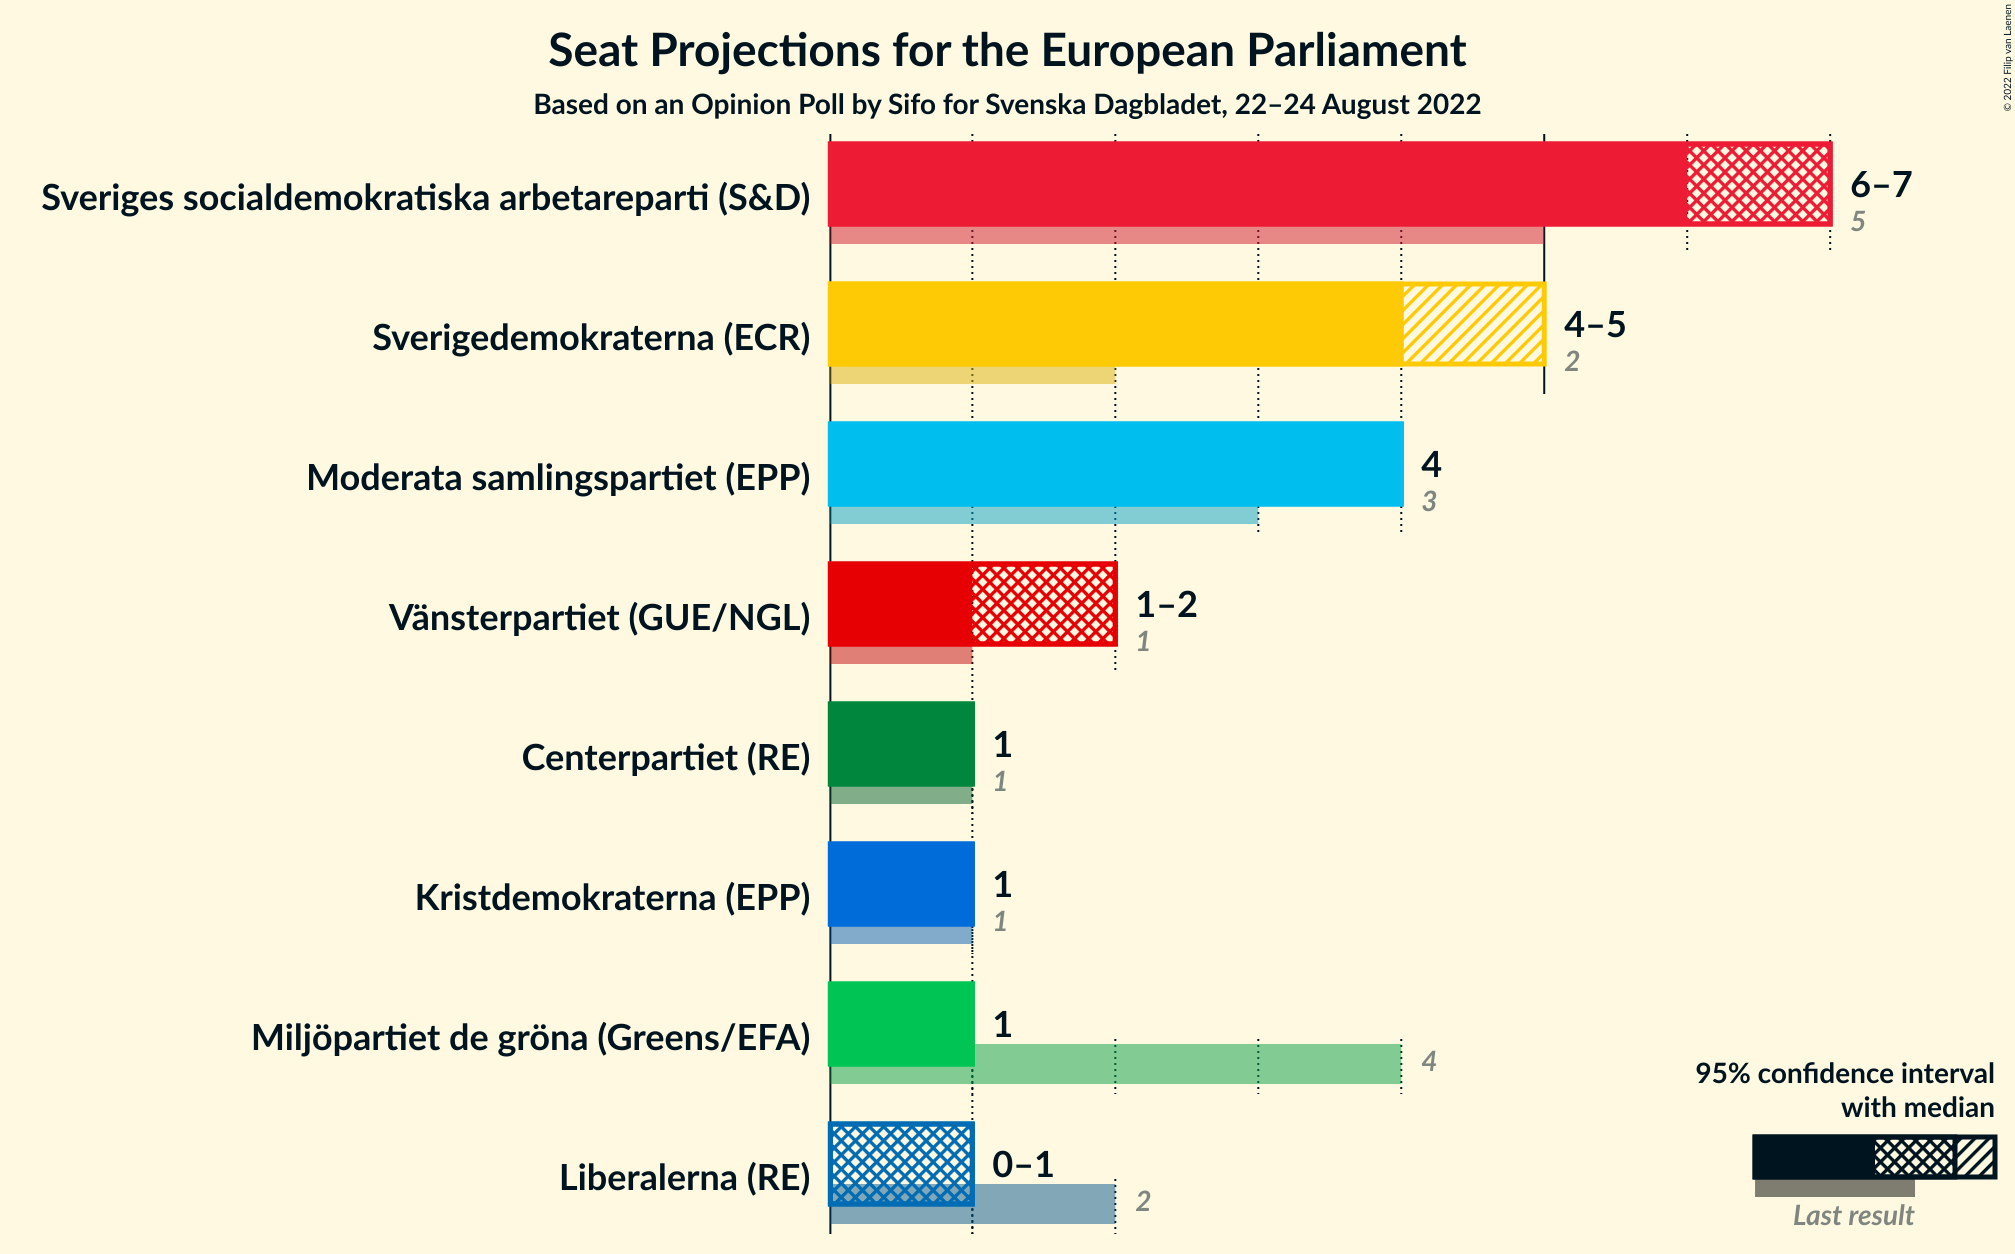 Seat Projections for the European Parliament
Based on an Opinion Poll by Sifo for Svenska Dagbladet, 22–24 August 2022
© 2022 Filip van Laenen
Sveriges socialdemokratiska arbetareparti (S&D)
6–7
5
Sverigedemokraterna (ECR)
4–5
2
Moderata samlingspartiet (EPP)
4
3
Vänsterpartiet (GUE/NGL)
1–2
1
Centerpartiet (RE)
1
1
Kristdemokraterna (EPP)
1
1
Miljöpartiet de gröna (Greens/EFA)
1
4
Liberalerna (RE)
0–1
2
95% confidence interval
with median
Last result